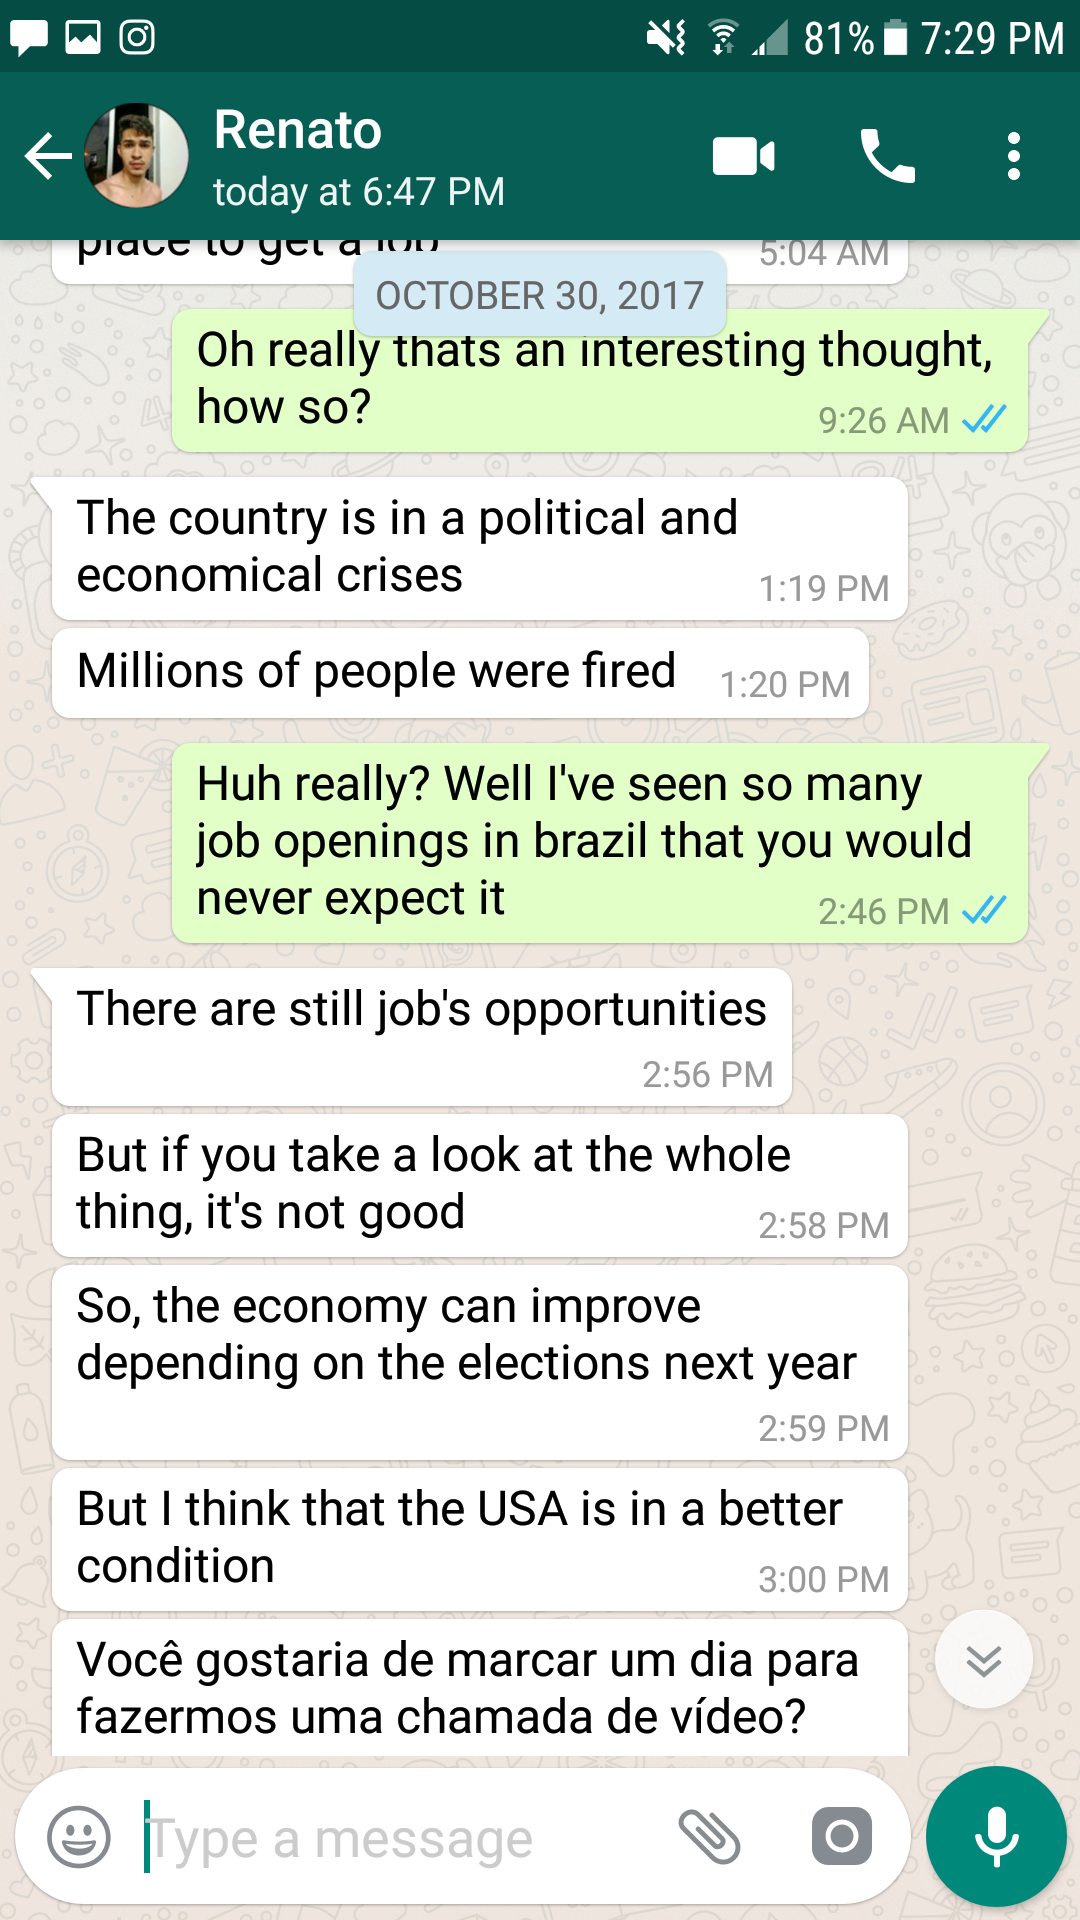 81% 7:29 PM
Renato
today at 6:47 PM
place to get a job
5:04 AM
OCTOBER 30, 2017
Oh really thats an interesting thought,
how so?
9:26 AM
The country is in a political and
economical crises
1:19 PM
Millions of people were fired
1:20 PM
Huh really? Well I've seen so many
job openings in brazil that you would
never expect it
2:46 PM
There are still job's opportunities
2:56 PM
But if you take a look at the whole
thing, it's not good
2:58 PM
So, the economy can improve
depending on the elections next year
2:59 PM
But I think that the USA is in a better
condition
3:00 PM
Você gostaria de marcar um dia para
fazermos uma chamada de vídeo?
Type a message